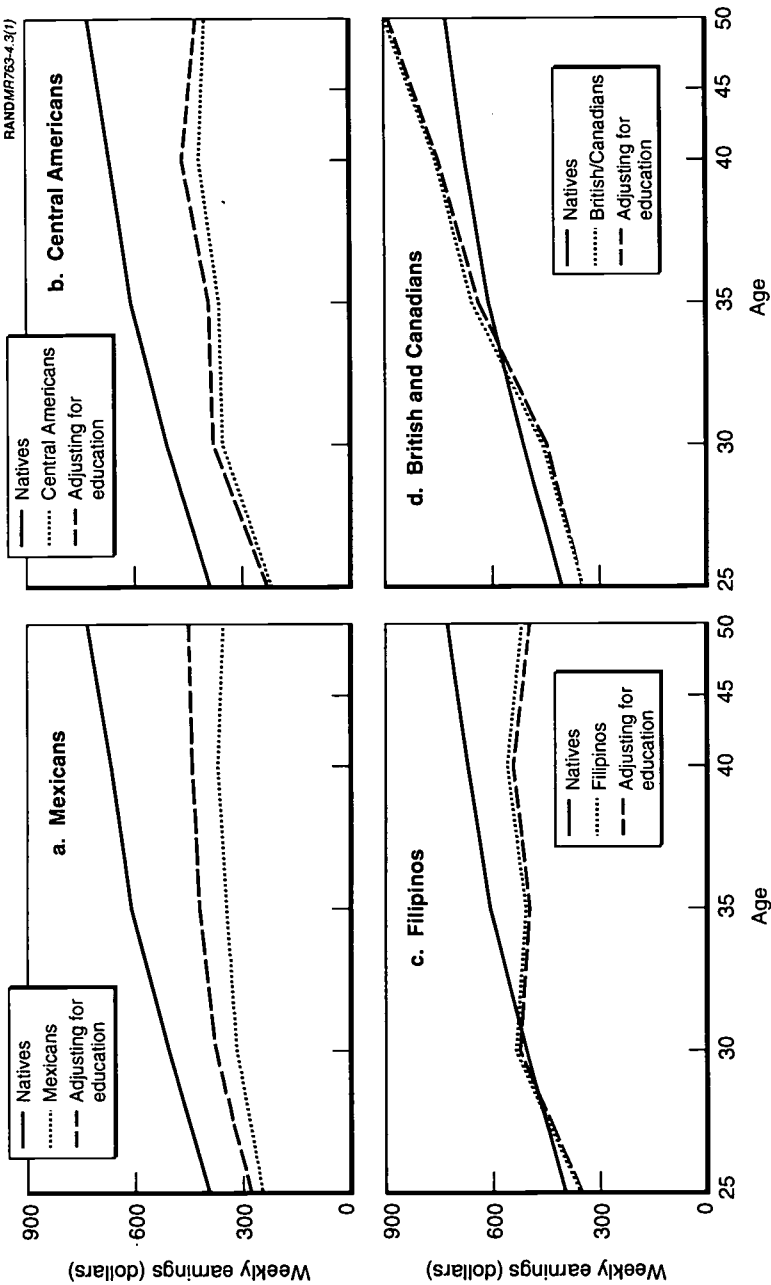 RANDMR763-4.3(1)
Natives
Mexicans
Adjusting for
education
a. Mexicans
900
600
300
0
Weekly earnings (dollars)
Natives
Central Americans
Adjusting for
education
b. Central Americans
c. Filipinos
Natives
Filipinos
Adjusting for
education
900
600
300
0
25
30
35
40
45
50
Age
Weekly earnings (dollars)
d. British and Canadians
Natives
British/Canadians
Adjusting for
education
25
30
35
40
45
50
Age